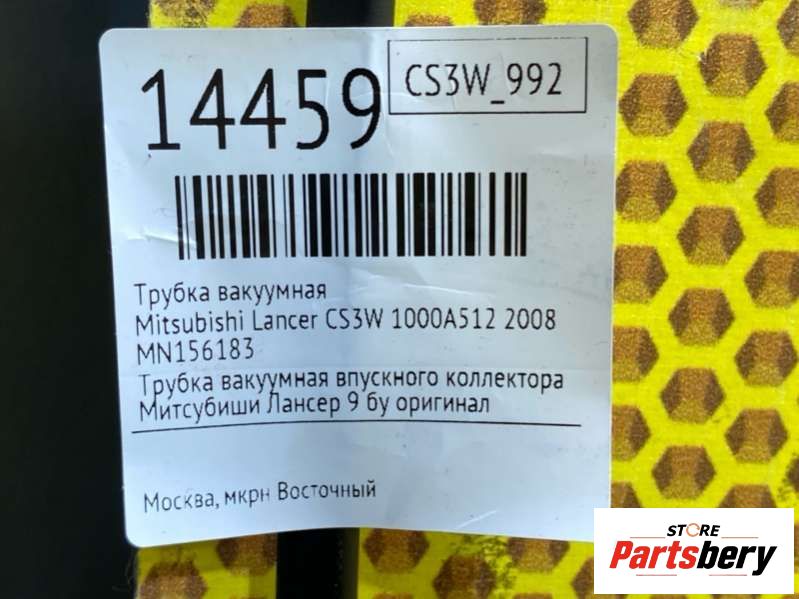 14459
CS3W_992
Трубка вакуумная
Mitsubishi Lancer CS3W 1000A512 2008
MN156183
Трубка вакуумная впускного коллектора
Митсубиши Лансер 9 бу оригинал
Москва, мкрн Восточный
STORE
Partsbery